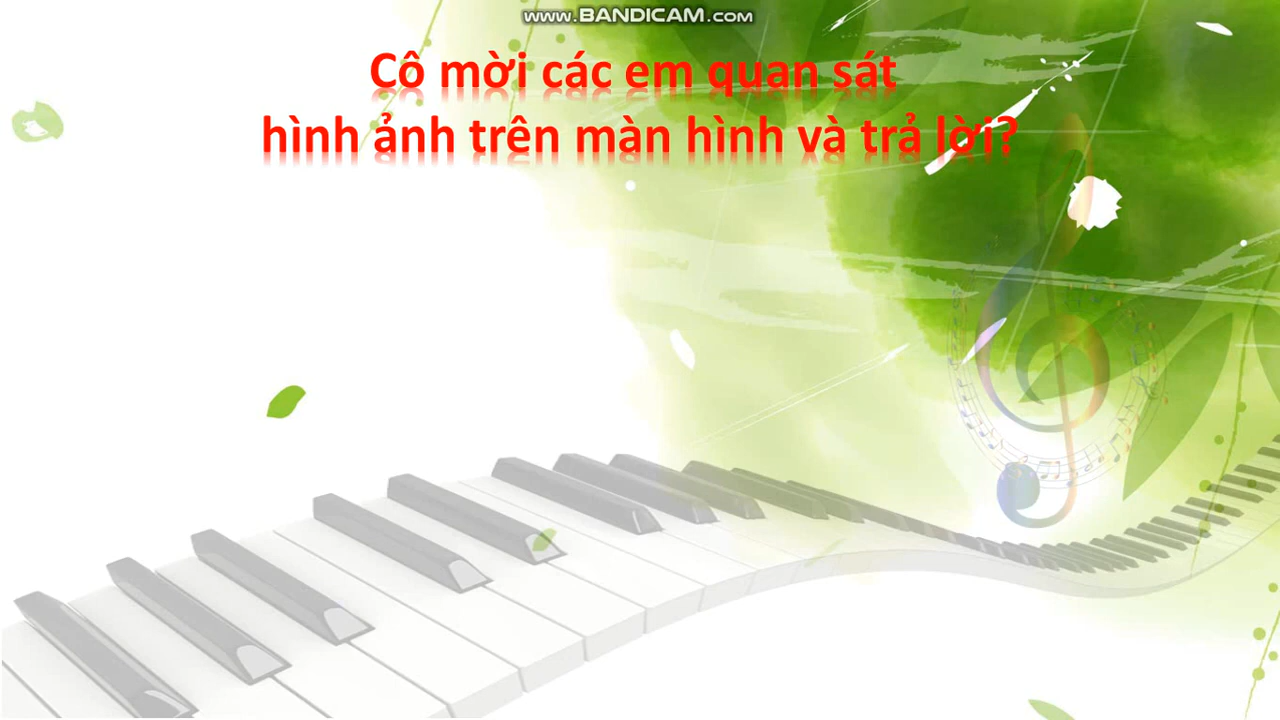 www.BANDICAM.com
Cô mời các em quan sát
hình ảnh trên màn hình và trả lời?